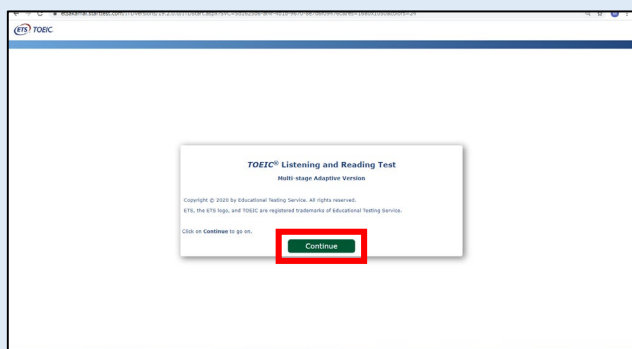 ETS TOEIC.
TOEIC® Listening and Reading Test
Multi-stage Adaptive Version
Copyright © 2020 by Educational Testing Service. All rights reserved.
ETS, the ETS logo, and TOEIC are registered trademarks of Educational Testing Service.
Click on Continue to go on.
Continue